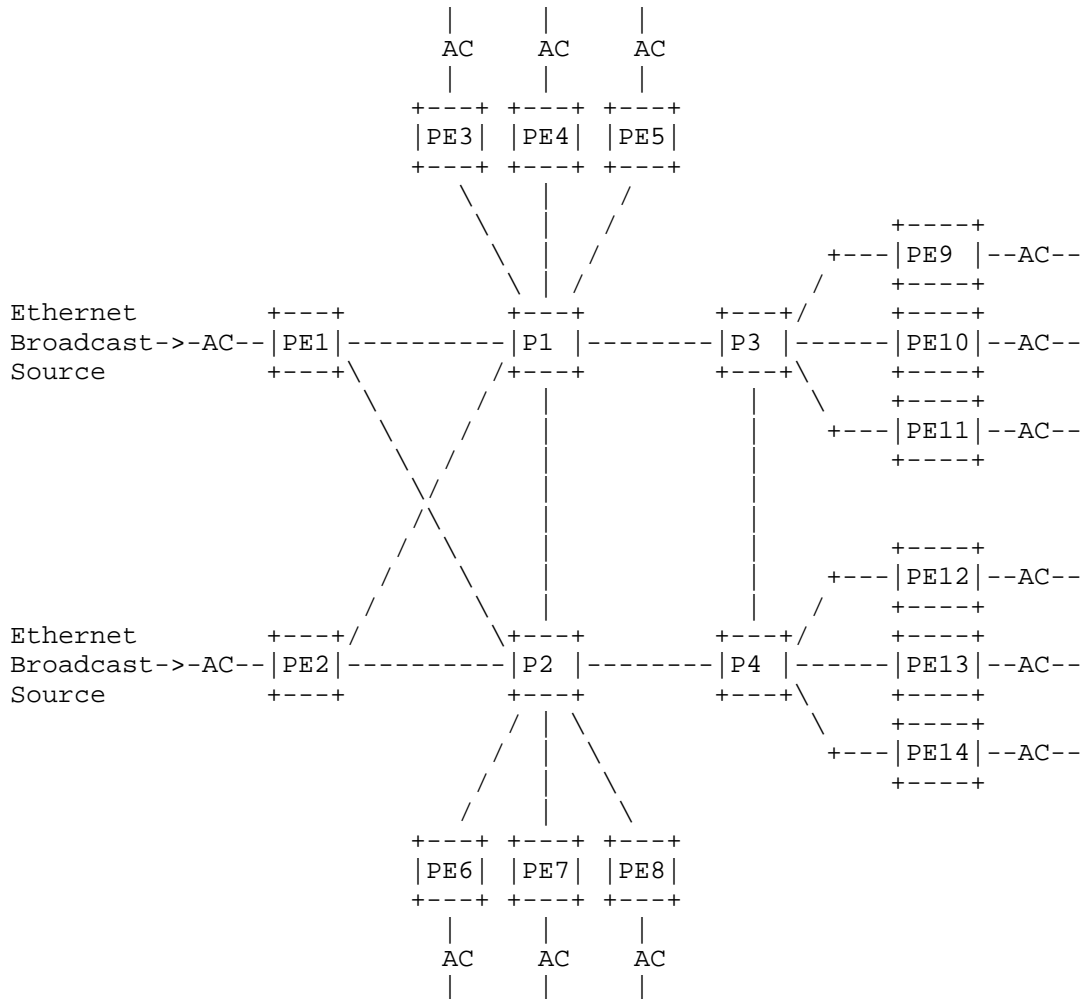 AC AC AC
PE3 PE4 PE5
PE9 --AC--
Ethernet
Broadcast->-AC-- PE1 P1 P3 PE10 --AC--
Source
PE11 --AC--
PE12 --AC--
Ethernet
Broadcast->-AC-- PE2 P2 P4 PE13 --AC--
Source
PE14 --AC--
PE6 PE7 PE8
AC AC AC